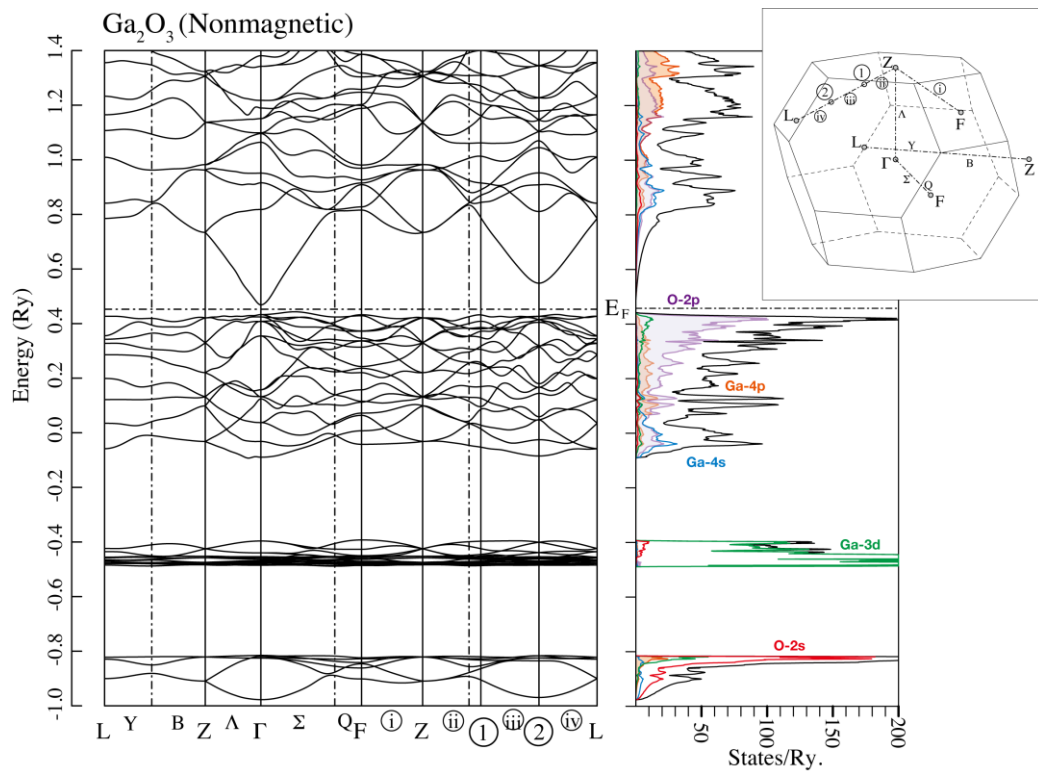 Ga₂O₃ (Nonmagnetic)
Energy (Ry)
1.4
1.2
1.0
0.8
0.6
0.4
0.2
0.0
-0.2
-0.4
-0.6
-0.8
-1.0
L Y B Z Λ Γ Σ Q F ⓘ Z ⓘⓘ ① ⓘⓘⓘ ② ⓘⓥ L
E_F
O-2p
Ga-4p
Ga-4s
Ga-3d
O-2s
50 100 150 200
States/Ry.
Z
① ii
② iii
i
L iv
F
Λ
L Y
Γ B Z
Σ Q
F